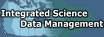 Integrated Science
Data Management